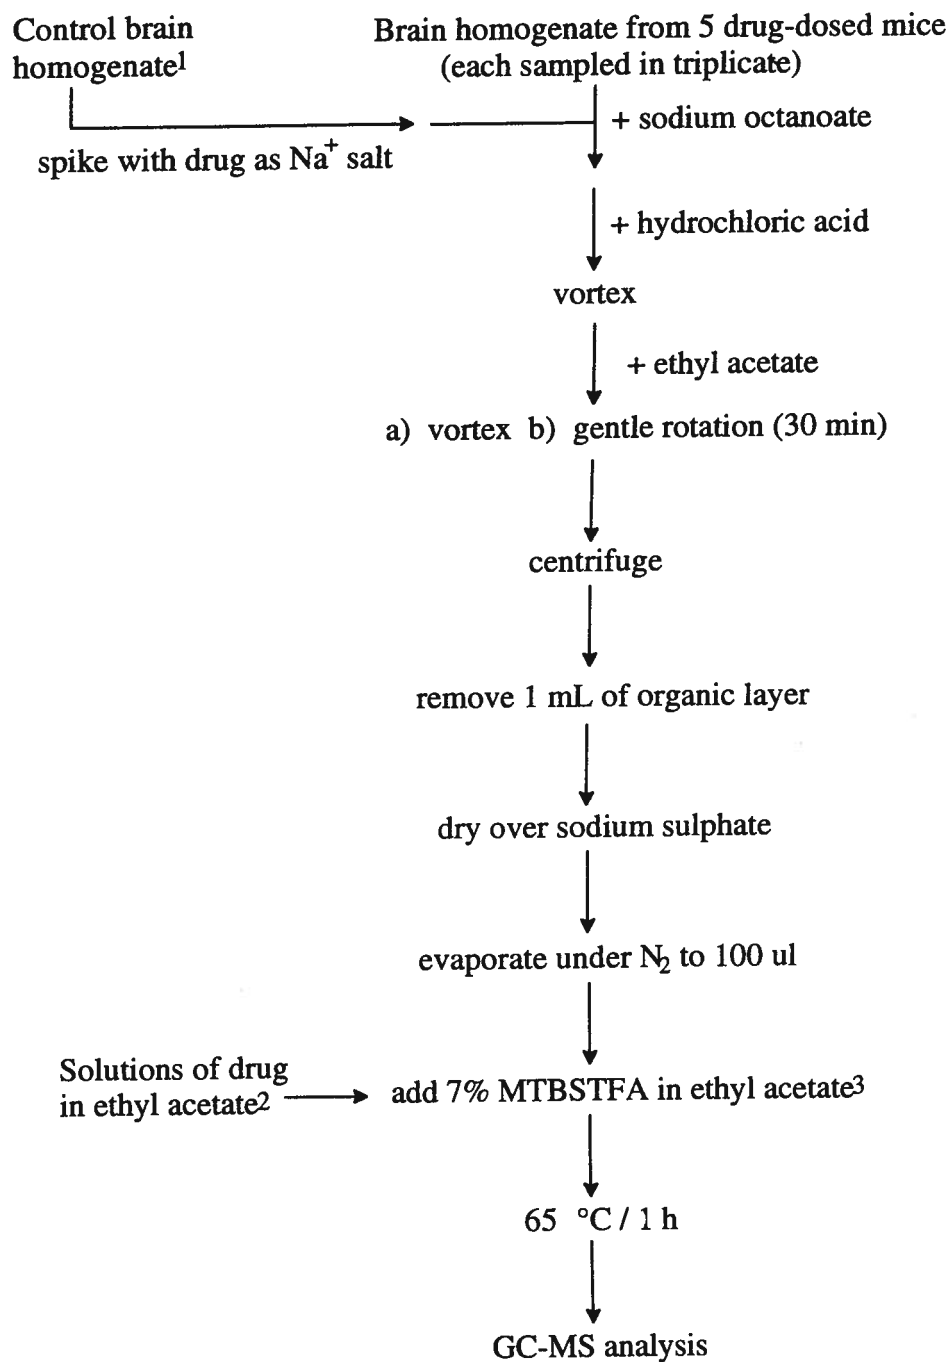 Control brain
homogenate1
Brain homogenate from 5 drug-dosed mice
(each sampled in triplicate)
+ sodium octanoate
spike with drug as Na+ salt
+ hydrochloric acid
vortex
+ ethyl acetate
a) vortex b) gentle rotation (30 min)
centrifuge
remove 1 mL of organic layer
dry over sodium sulphate
evaporate under N2 to 100 ul
Solutions of drug
in ethyl acetate2
add 7% MTBSTFA in ethyl acetate3
65 °C / 1 h
GC-MS analysis